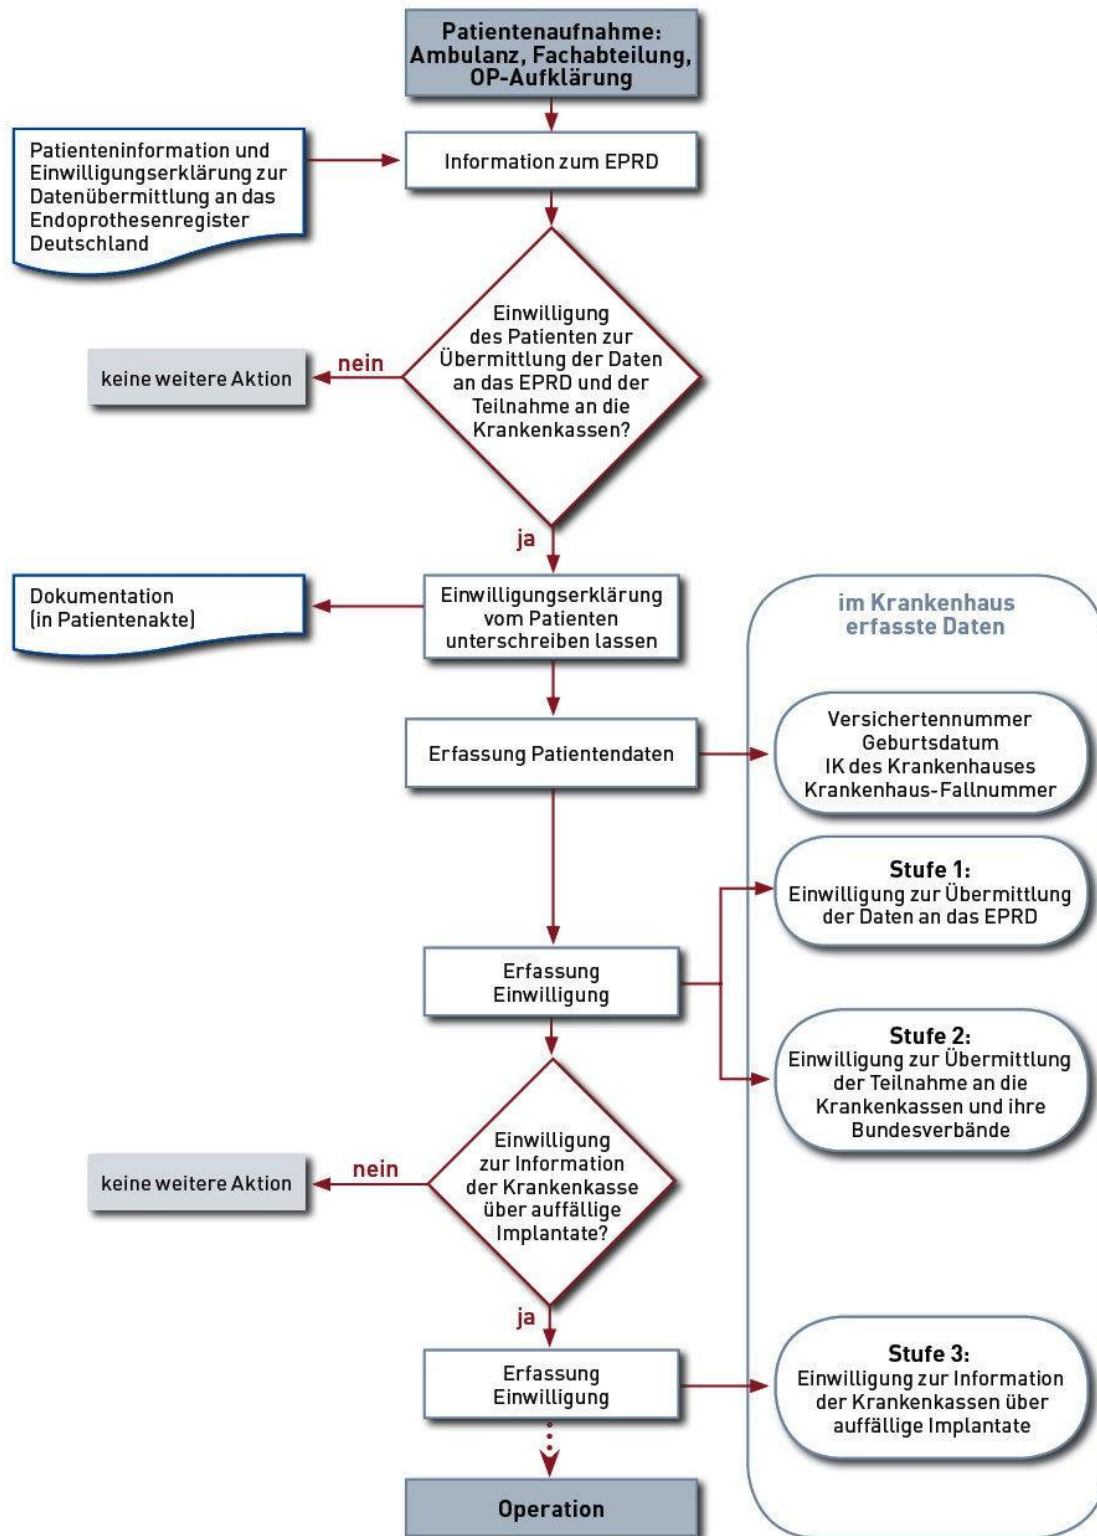 Patientenaufnahme:
Ambulanz, Fachabteilung,
OP-Aufklärung
Patienteninformation und
Einwilligungserklärung zur
Datenübermittlung an das
Endoprothesenregister
Deutschland
Information zum EPRD
Einwilligung
des Patienten zur
Übermittlung der Daten
an das EPRD und der
Teilnahme an die
Krankenkassen?
nein
keine weitere Aktion
ja
Dokumentation
(in Patientenakte)
Einwilligungserklärung
vom Patienten
unterschreiben lassen
im Krankenhaus
erfasste Daten
Erfassung Patientendaten
Versichertennummer
Geburtsdatum
IK des Krankenhauses
Krankenhaus-Fallnummer
Stufe 1:
Einwilligung zur Übermittlung
der Daten an das EPRD
Erfassung
Einwilligung
Stufe 2:
Einwilligung zur Übermittlung
der Teilnahme an die
Krankenkassen und ihre
Bundesverbände
Einwilligung
zur Information
der Krankenkasse
über auffällige
Implantate?
nein
keine weitere Aktion
ja
Erfassung
Einwilligung
Stufe 3:
Einwilligung zur Information
der Krankenkassen über
auffällige Implantate
Operation